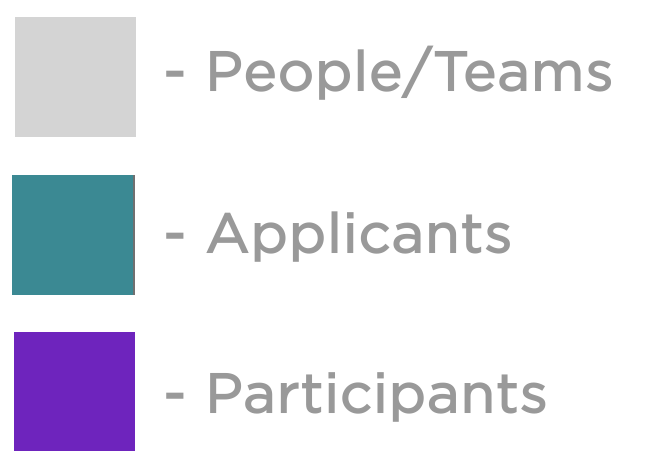 - People/Teams
- Applicants
- Participants